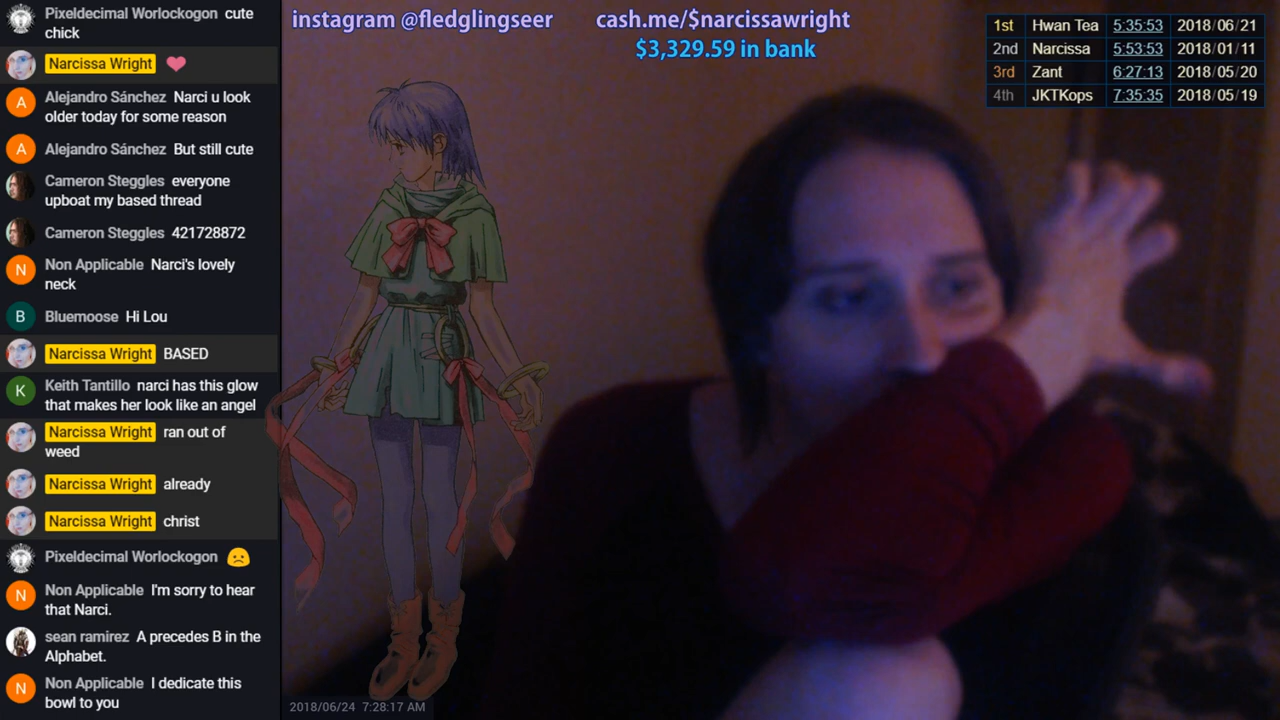 Pixeldecimal Worlockogon cute
chick
Narcissa Wright
Alejandro Sánchez Narci u look
older today for some reason
A
Alejandro Sánchez But still cute
A
Cameron Steggles everyone
upboat my based thread
Cameron Steggles 421728872
Non Applicable Narci's lovely
neck
N
Bluemoose Hi Lou
B
Narcissa Wright BASED
Keith Tantillo narci has this glow
that makes her look like an angel
K
Narcissa Wright ran out of
weed
Narcissa Wright already
Narcissa Wright christ
Pixeldecimal Worlockogon
Non Applicable I'm sorry to hear
that Narci.
N
sean ramirez A precedes B in the
Alphabet.
Non Applicable I dedicate this
bowl to you
N
instagram @fledglingseer
cash.me/$narcissawright
$3,329.59 in bank
1st Hwan Tea 5:35:53 2018/06/21
2nd Narcissa 5:53:53 2018/01/11
3rd Zant 6:27:13 2018/05/20
4th JKTKops 7:35:35 2018/05/19
2018/06/24 7:28:17 AM